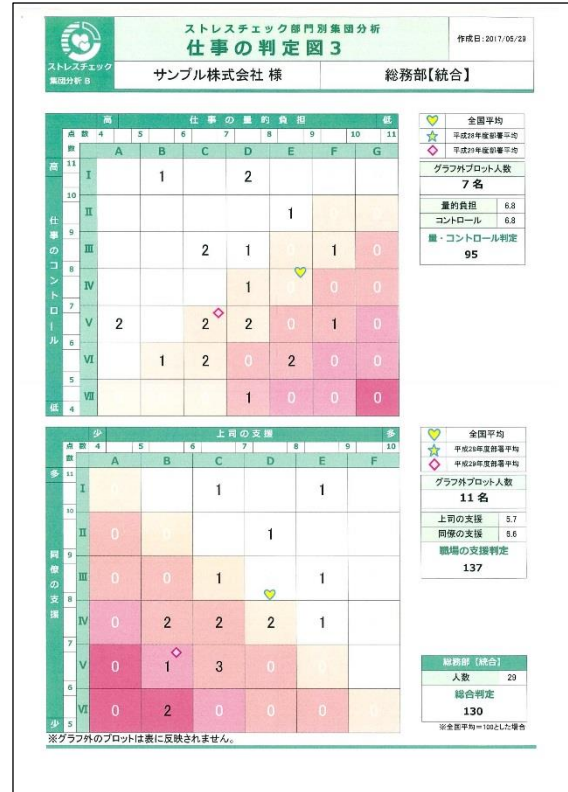 ストレスチェック
集団分析 B
ストレスチェック部門別集団分析
仕事の判定図3
作成日:2017/05/29
サンプル株式会社 様
総務部【統合】
高 仕事の量的負担 低
点数 4 5 6 7 8 9 10 11
点数 A B C D E F G
高 仕事のコントロール 低
11 10 9 8 7 6 5 4
I 1 2
II 1 0 0
III 2 1 0 1 0
IV 1 0 0 0
V 2 2 2 0 1 0
VI 1 2 0 2 0 0
VII 0 0 0 1 0 0 0
全国平均
平成28年度部署平均
平成29年度部署平均
グラフ外プロット人数
7 名
量的負担 6.8
コントロール 6.8
量・コントロール判定
95
少 上司の支援 多
点数 4 5 6 7 8 9 10
点数 A B C D E F
多 同僚の支援 少
11 10 9 8 7 6 5
I 0 1 1
II 0 0 1
III 0 0 1 1
IV 0 2 2 2 1
V 0 1 3 0 0
VI 0 2 0 0 0 0
全国平均
平成28年度部署平均
平成29年度部署平均
グラフ外プロット人数
11 名
上司の支援 5.7
同僚の支援 5.6
職場の支援判定
137
総務部【統合】
人数 29
総合判定
130
※全国平均=100とした場合
※グラフ外のプロットは表に反映されません。